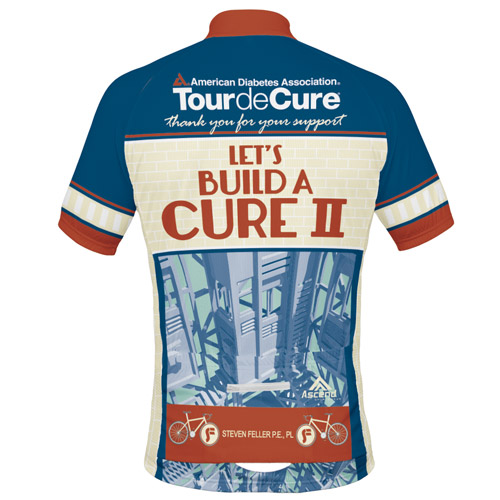 American Diabetes Association®
TourdeCure®
thank you for your support
LET'S
BUILD A
CURE II
Ascend
F
STEVEN FELLER P.E., PL
F